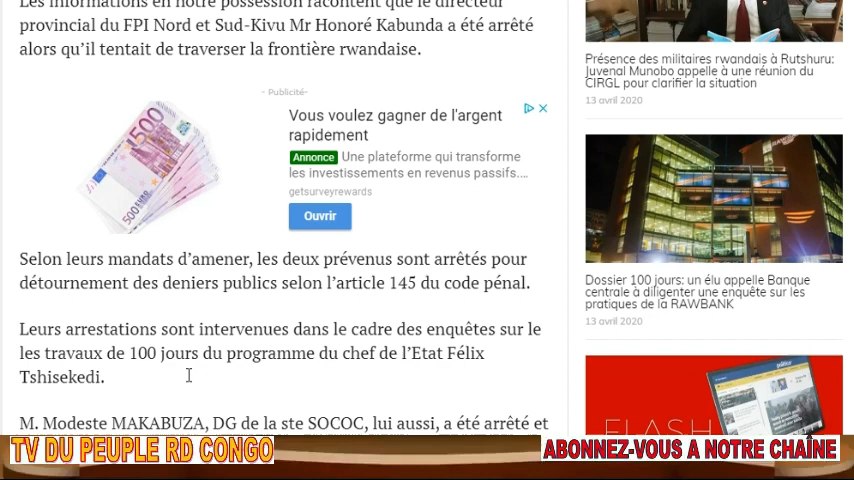 Les informations en notre possession racontent que le directeur
provincial du FPI Nord et Sud-Kivu Mr Honoré Kabunda a été arrêté
alors qu'il tentait de traverser la frontière rwandaise.
- Publicité-
Vous voulez gagner de l'argent
rapidement
Annonce Une plateforme qui transforme
les investissements en revenus passifs....
getsurveyrewards
Ouvrir
Selon leurs mandats d'amener, les deux prévenus sont arrêtés pour
détournement des deniers publics selon l'article 145 du code pénal.
Leurs arrestations sont intervenues dans le cadre des enquêtes sur le
les travaux de 100 jours du programme du chef de l'Etat Félix
Tshisekedi.
M. Modeste MAKABUZA, DG de la ste SOCOC, lui aussi, a été arrêté et
Présence des militaires rwandais à Rutshuru:
Juvenal Munobo appelle à une réunion du
CIRGL pour clarifier la situation
13 avril 2020
Dossier 100 jours: un élu appelle Banque
centrale à diligenter une enquête sur les
pratiques de la RAWBANK
13 avril 2020
FLASH
TV DU PEUPLE RD CONGO
ABONNEZ-VOUS A NOTRE CHAÎNE